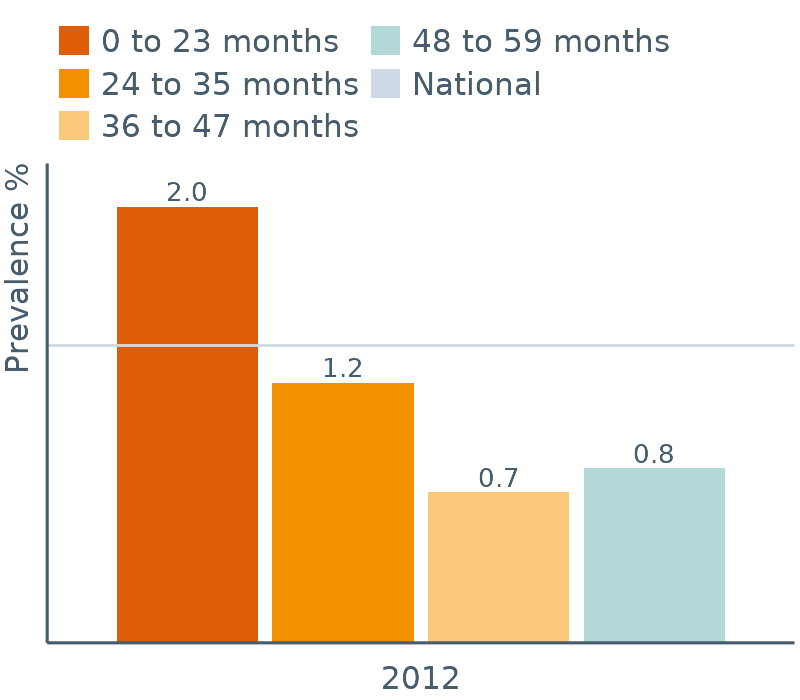 0 to 23 months
24 to 35 months
36 to 47 months
48 to 59 months
National
Prevalence %
2.0
1.2
0.7
0.8
2012